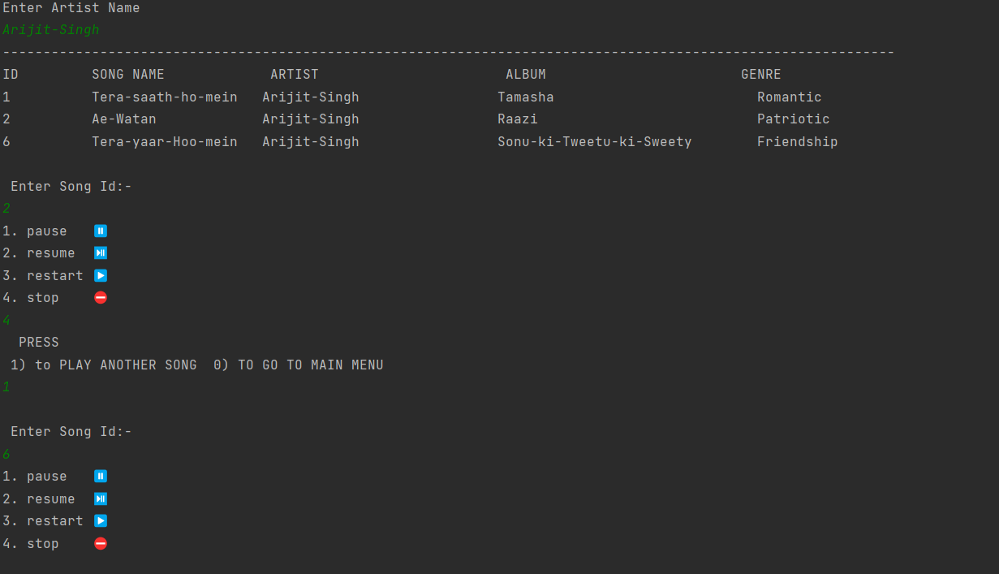 Enter Artist Name
Arijit-Singh
--------------------------------------------------------------------------------------------------------------
ID         SONG NAME             ARTIST                       ALBUM                        GENRE
1          Tera-saath-ho-mein   Arijit-Singh                 Tamasha                         Romantic
2          Ae-Watan             Arijit-Singh                 Raazi                           Patriotic
6          Tera-yaar-Hoo-mein   Arijit-Singh                 Sonu-ki-Tweetu-ki-Sweety        Friendship
 Enter Song Id:-
2
1. pause   ⏸
2. resume  ⏯
3. restart ▶
4. stop    ⛔
4
  PRESS
 1) to PLAY ANOTHER SONG  0) TO GO TO MAIN MENU
1
 Enter Song Id:-
6
1. pause   ⏸
2. resume  ⏯
3. restart ▶
4. stop    ⛔